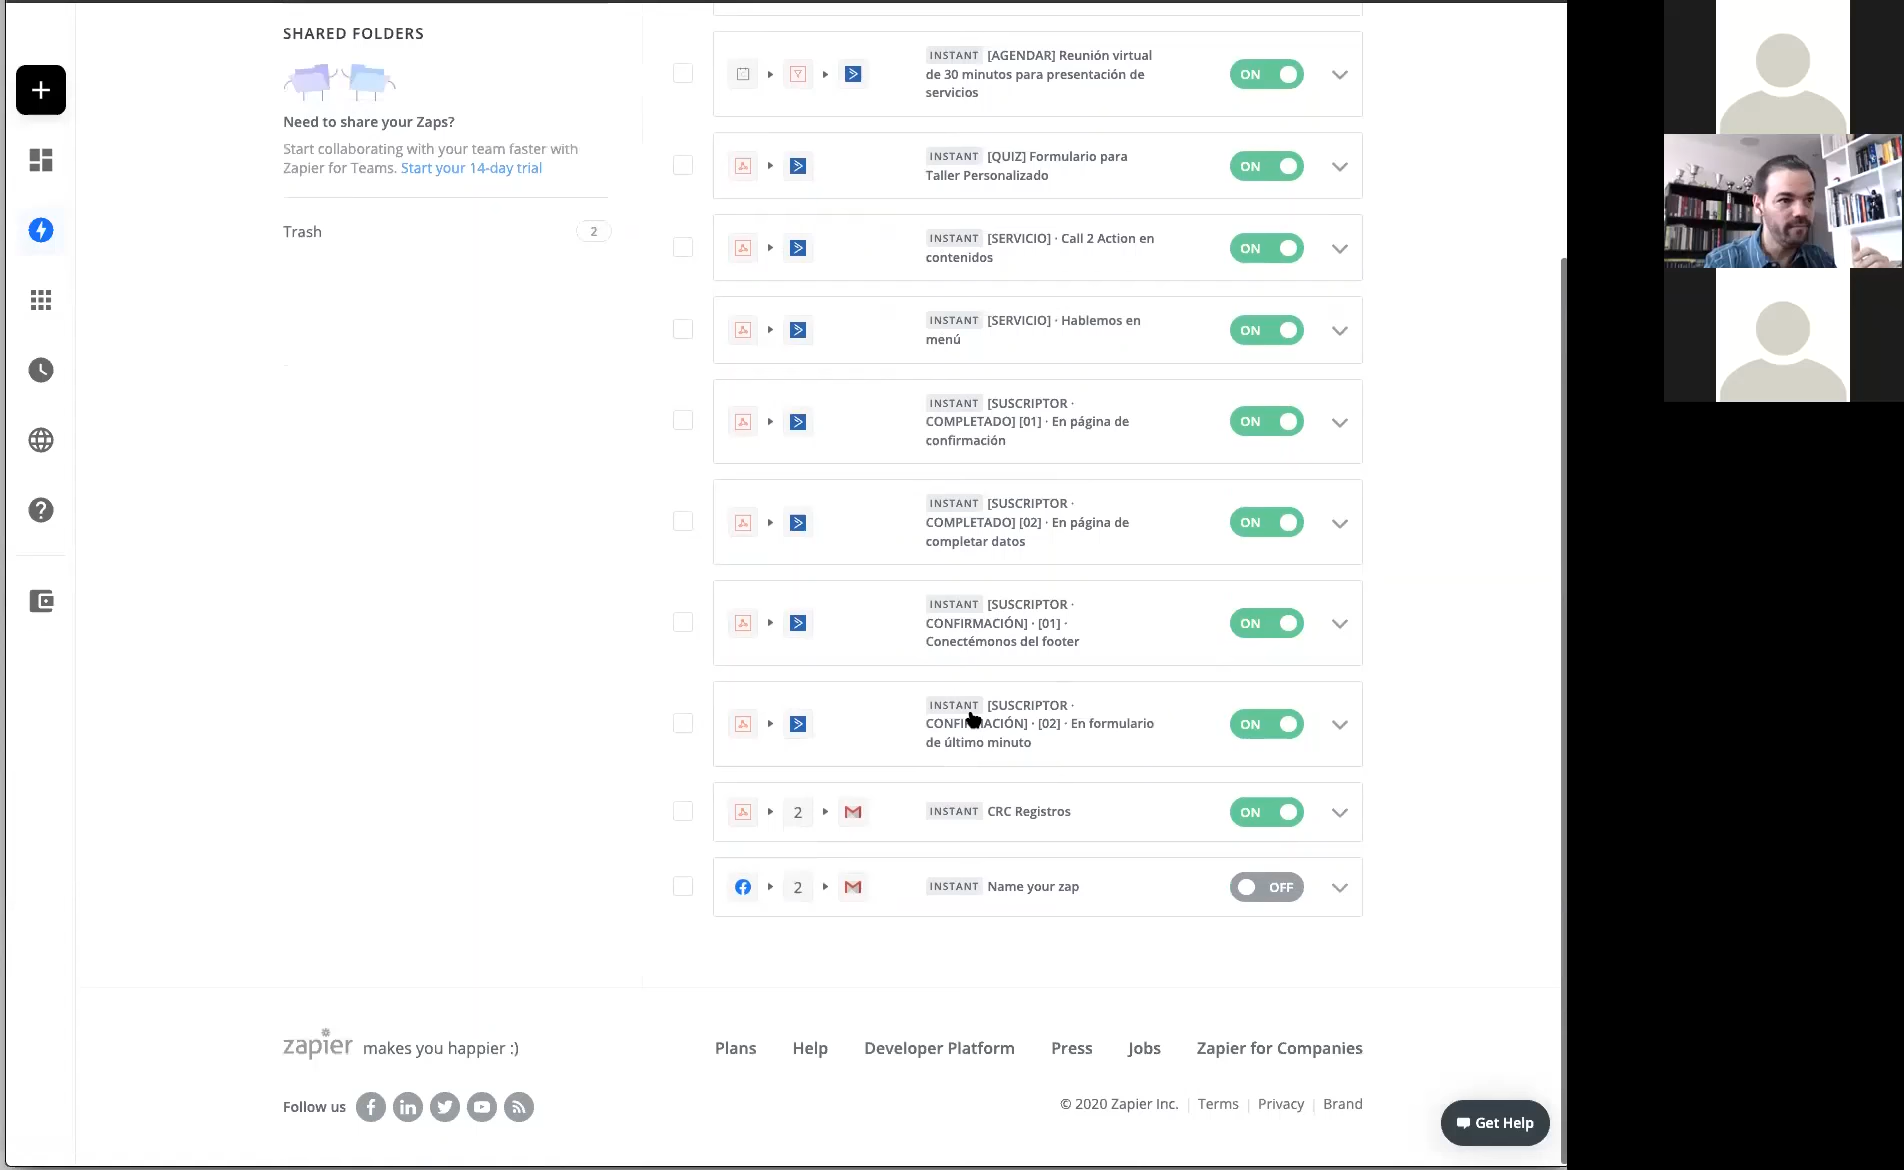 SHARED FOLDERS
Need to share your Zaps?
Start collaborating with your team faster with
Zapier for Teams. Start your 14-day trial
Trash
2
INSTANT [AGENDAR] Reunión virtual
de 30 minutos para presentación de
servicios
ON
INSTANT [QUIZ] Formulario para
Taller Personalizado
ON
INSTANT [SERVICIO] · Call 2 Action en
contenidos
ON
INSTANT [SERVICIO] · Hablemos en
menú
ON
INSTANT [SUSCRIPTOR ·
COMPLETADO] [01] · En página de
confirmación
ON
INSTANT [SUSCRIPTOR ·
COMPLETADO] [02] · En página de
completar datos
ON
INSTANT [SUSCRIPTOR ·
CONFIRMACIÓN] · [01] ·
Conectémonos del footer
ON
INSTANT [SUSCRIPTOR ·
CONFIRMACIÓN] · [02] · En formulario
de último minuto
ON
2
INSTANT CRC Registros
ON
2
INSTANT Name your zap
OFF
zapier makes you happier :)
Plans Help Developer Platform Press Jobs Zapier for Companies
Follow us
© 2020 Zapier Inc. | Terms | Privacy | Brand
Get Help